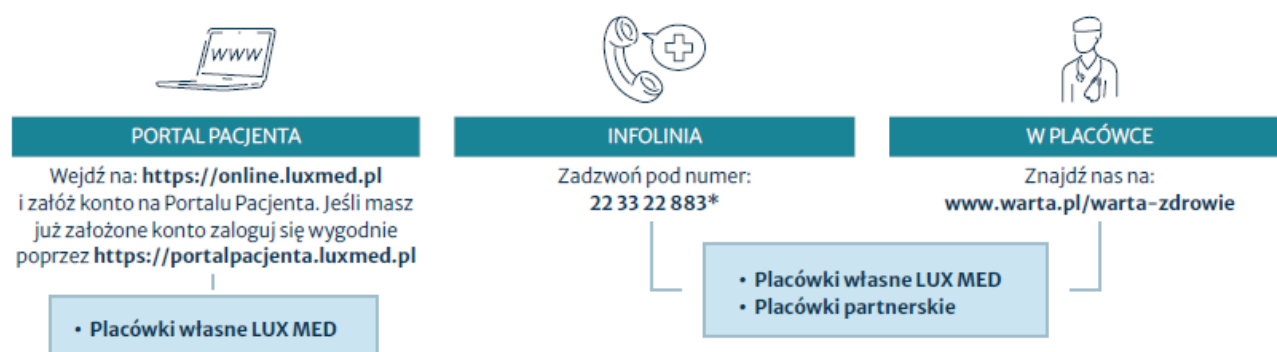 www
PORTAL PACJENTA
Wejdź na: https://online.luxmed.pl
i załóż konto na Portalu Pacjenta. Jeśli masz
już założone konto zaloguj się wygodnie
poprzez https://portalpacjenta.luxmed.pl
• Placówki własne LUX MED
INFOLINIA
Zadzwoń pod numer:
22 33 22 883*
W PLACÓWCE
Znajdź nas na:
www.warta.pl/warta-zdrowie
• Placówki własne LUX MED
• Placówki partnerskie